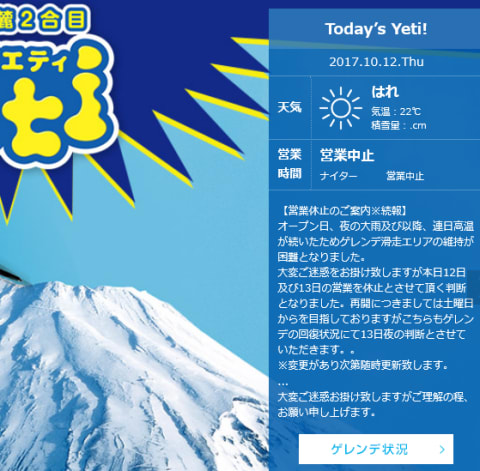 麓2合目
エティ
ti
Today's Yeti!
2017.10.12.Thu
天気
はれ
気温：22℃
積雪量：.cm
営業
時間
営業中止
ナイター 営業中止
【営業休止のご案内※続報】
オープン日、夜の大雨及び以降、連日高温
が続いたためゲレンデ滑走エリアの維持が
困難となりました。
大変ご迷惑をお掛け致しますが本日12日
及び13日の営業を休止とさせて頂く判断
となりました。再開につきましては土曜日
からを目指しておりますがこちらもゲレン
デの回復状況にて13日夜の判断とさせて
いただきます。。
※変更があり次第随時更新致します。
...
大変ご迷惑お掛け致しますがご理解の程、
お願い申し上げます。
ゲレンデ状況